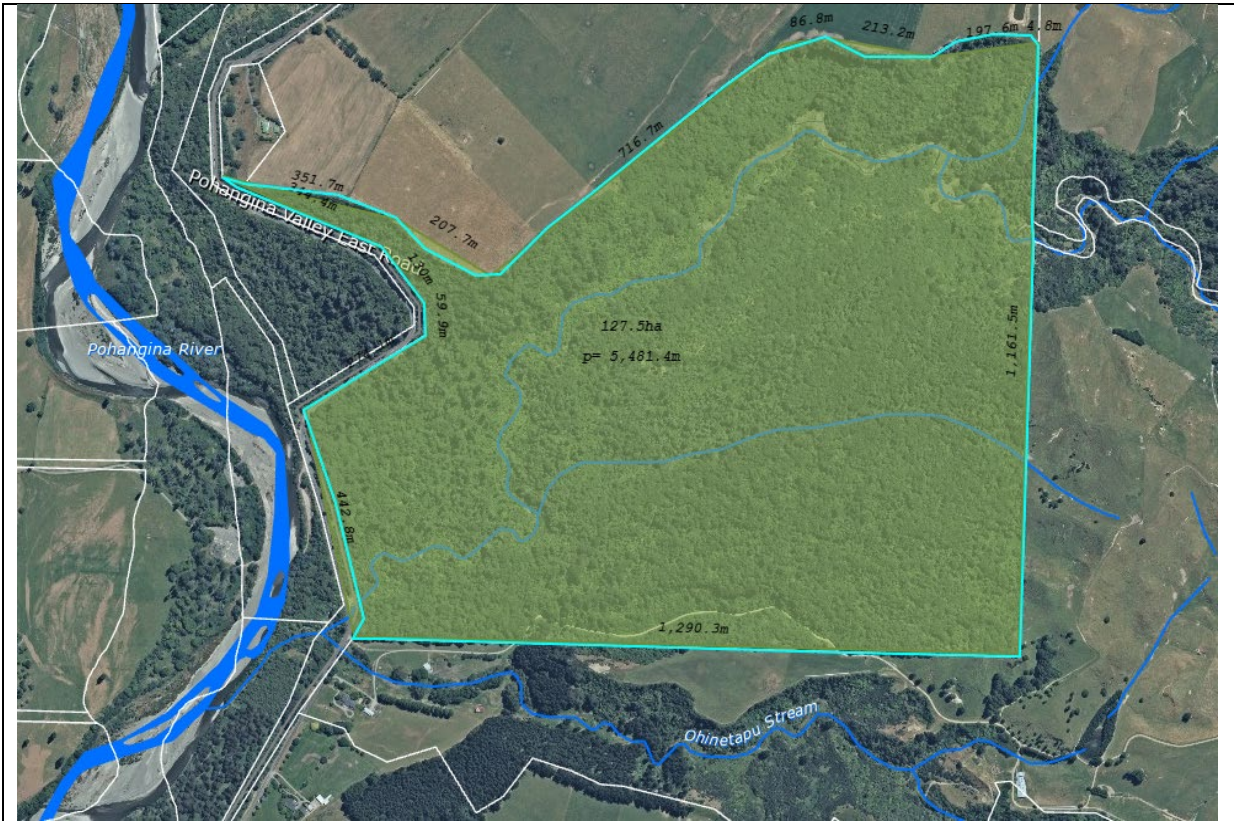 86.8m
213.2m
197.6m
4.8m
716.7m
351.7m
Pohangina Valley East Road
207.7m
59.9m
127.5ha
p= 5,481.4m
1,161.5m
Pohangina River
442.8m
1,290.3m
Ohinetapu Stream